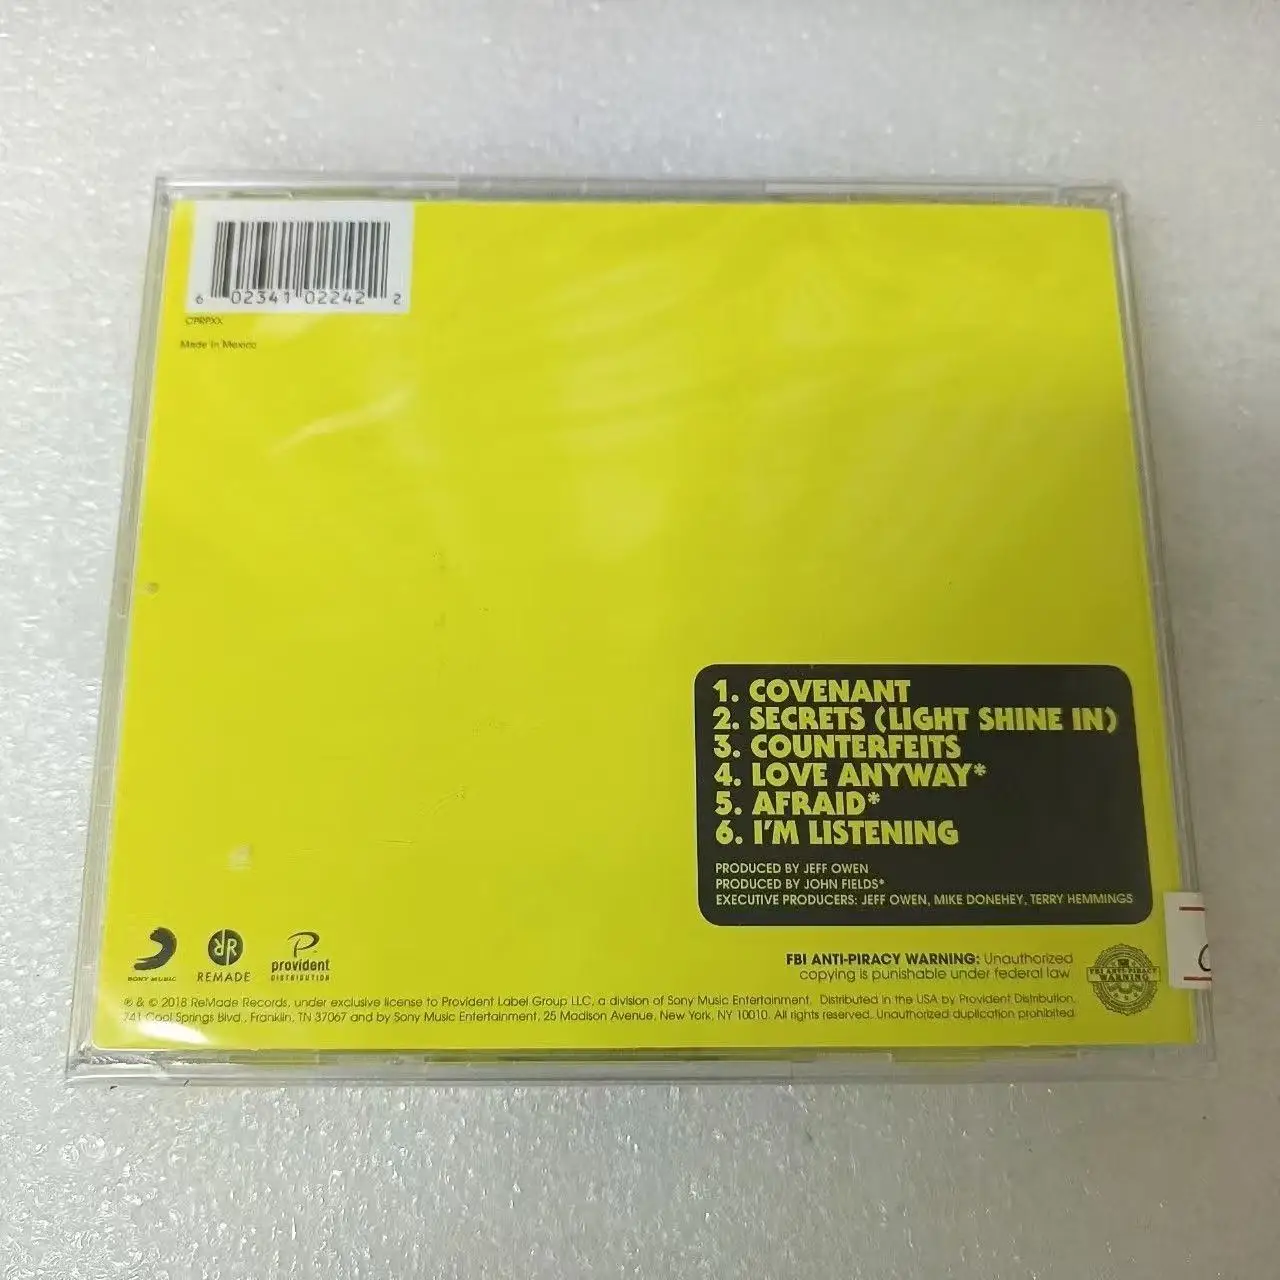 6 02341 02242 2
CPRPXX
Made in Mexico
1. COVENANT
2. SECRETS (LIGHT SHINE IN)
3. COUNTERFEITS
4. LOVE ANYWAY*
5. AFRAID*
6. I'M LISTENING
PRODUCED BY JEFF OWEN
PRODUCED BY JOHN FIELDS*
EXECUTIVE PRODUCERS: JEFF OWEN, MIKE DONEHEY, TERRY HEMMINGS
SONY MUSIC
RR
REMADE
P.
provident
DISTRIBUTION
FBI ANTI-PIRACY WARNING: Unauthorized
copying is punishable under federal law
FBI ANTI-PIRACY
WARNING
℗ & © 2018 ReMade Records, under exclusive license to Provident Label Group LLC, a division of Sony Music Entertainment. Distributed in the USA by Provident Distribution,
741 Cool Springs Blvd., Franklin, TN 37067 and by Sony Music Entertainment, 25 Madison Avenue, New York, NY 10010. All rights reserved. Unauthorized duplication prohibited